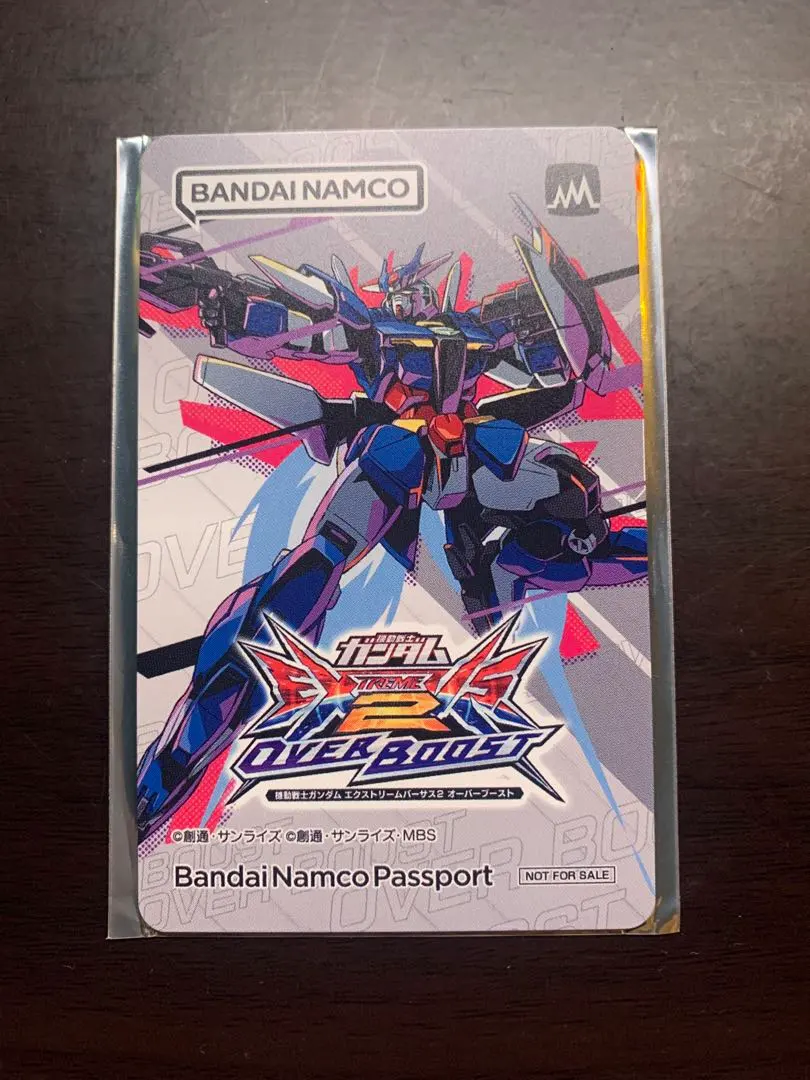 BANDAI NAMCO
機動戦士
ガンダム
EXTREME VS
2
OVER BOOST
機動戦士ガンダム エクストリームバーサス2 オーバーブースト
©創通・サンライズ ©創通・サンライズ・MBS
Bandai Namco Passport
NOT FOR SALE
OVER BOOST